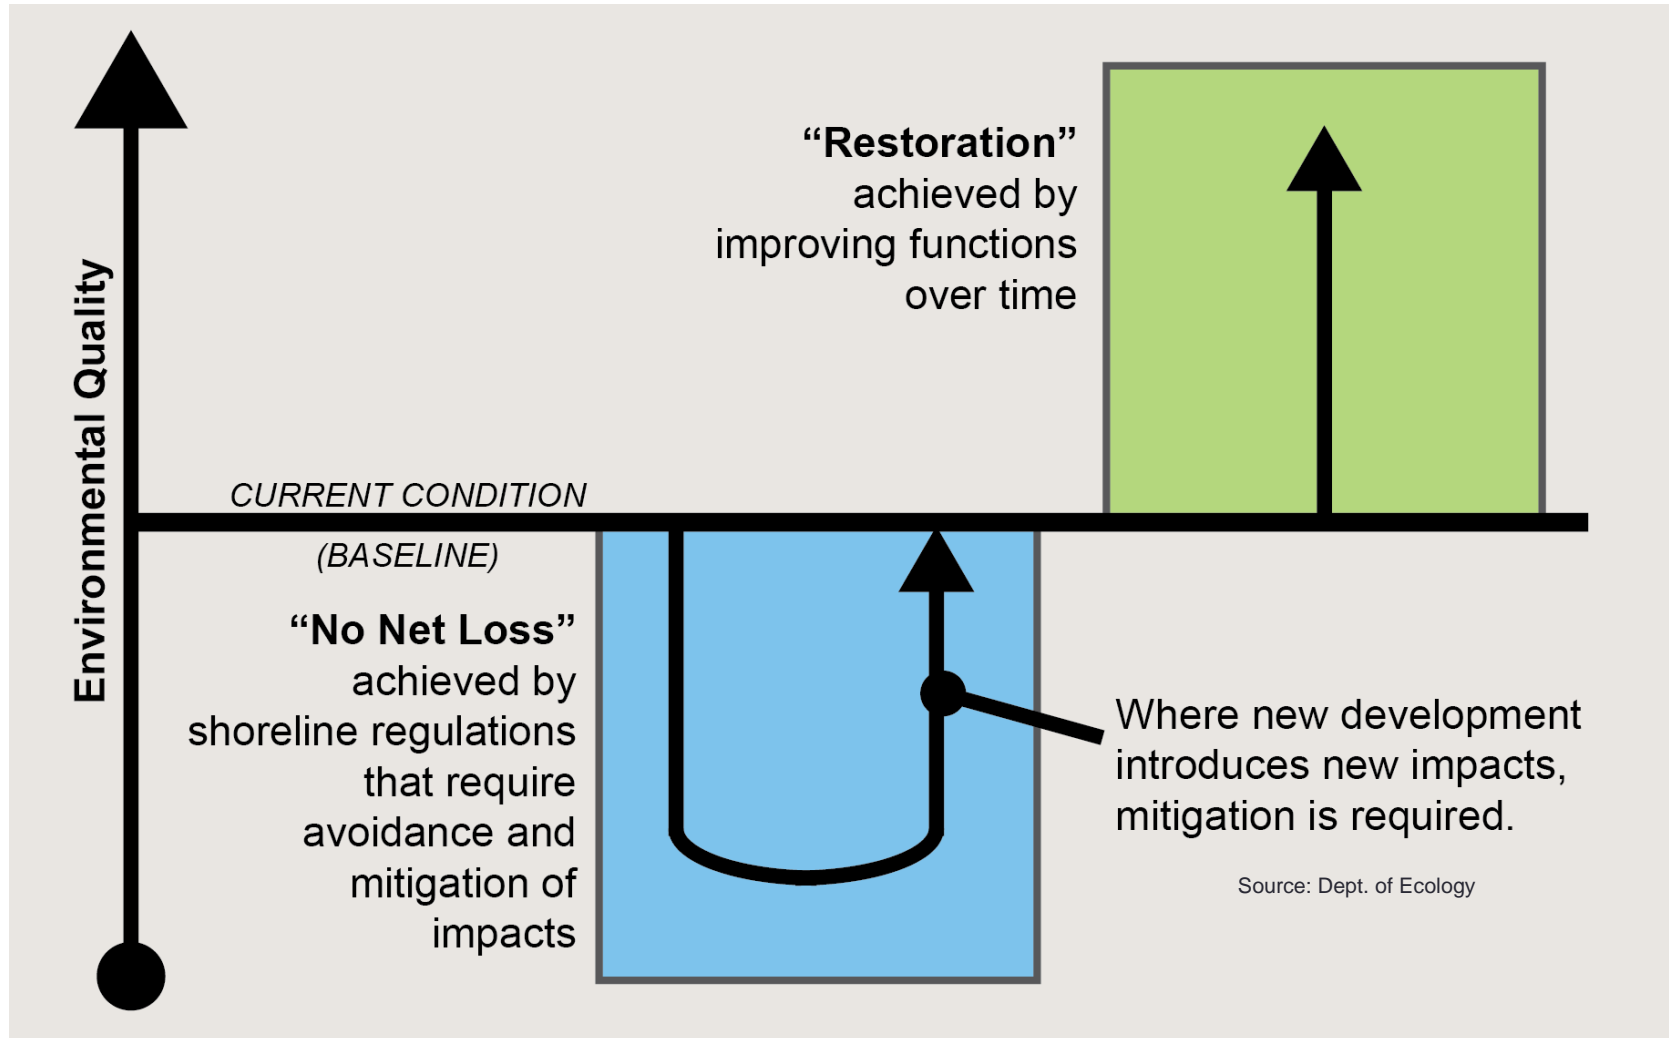 Environmental Quality
“Restoration”
achieved by
improving functions
over time
CURRENT CONDITION
(BASELINE)
“No Net Loss”
achieved by
shoreline regulations
that require
avoidance and
mitigation of
impacts
Where new development
introduces new impacts,
mitigation is required.
Source: Dept. of Ecology